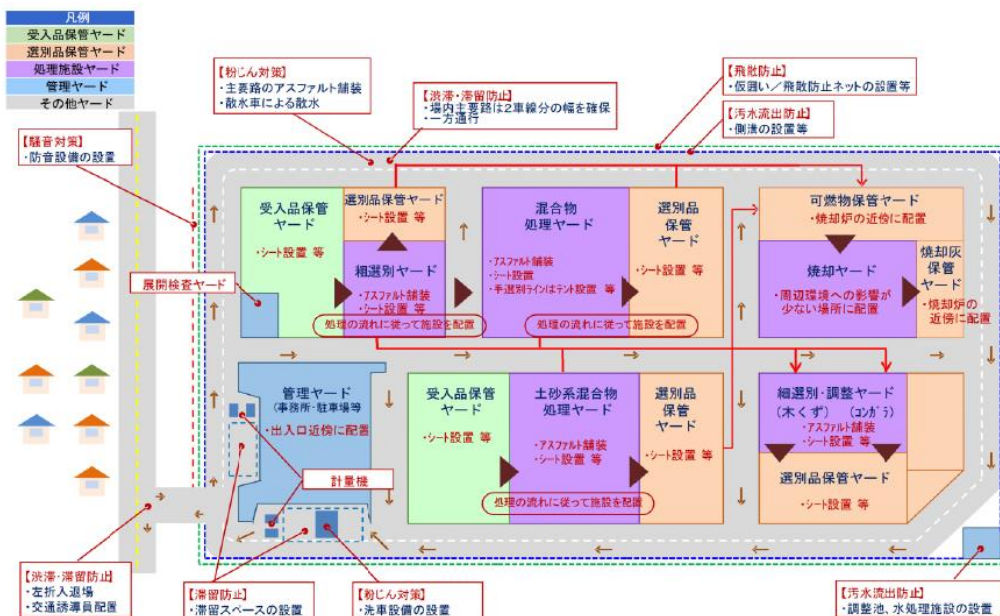 凡例
受入品保管ヤード
選別品保管ヤード
処理施設ヤード
管理ヤード
その他ヤード
【粉じん対策】
・主要路のアスファルト舗装
・散水車による散水
【渋滞・滞留防止】
・場内主要路は2車線分の幅を確保
・一方通行
【飛散防止】
・仮囲い／飛散防止ネットの設置等
【汚水流出防止】
・側溝の設置等
【騒音対策】
・防音設備の設置
受入品保管
ヤード
・シート設置 等
選別品保管ヤード
・シート設置 等
細選別ヤード
・アスファルト舗装
・シート設置 等
処理の流れに従って施設を配置
混合物
処理ヤード
・アスファルト舗装
・シート設置
・手選別ラインはテント設置 等
処理の流れに従って施設を配置
選別品
保管
ヤード
・シート設置 等
可燃物保管ヤード
・焼却炉の近傍に配置
焼却ヤード
・周辺環境への影響が
少ない場所に配置
焼却灰
保管
ヤード
・焼却炉の
近傍に配置
展開検査ヤード
管理ヤード
(事務所・駐車場等)
・出入口近傍に配置
計量機
受入品保管
ヤード
・シート設置 等
土砂系混合物
処理ヤード
・アスファルト舗装
・シート設置 等
処理の流れに従って施設を配置
選別品
保管
ヤード
・シート設置 等
細選別・調整ヤード
(木くず) (コンガラ)
・アスファルト舗装
・シート設置 等
選別品保管ヤード
・シート設置 等
【渋滞・滞留防止】
・左折入退場
・交通誘導員配置
【滞留防止】
・滞留スペースの設置
【粉じん対策】
・洗車設備の設置
【汚水流出防止】
・調整池、水処理施設の設置